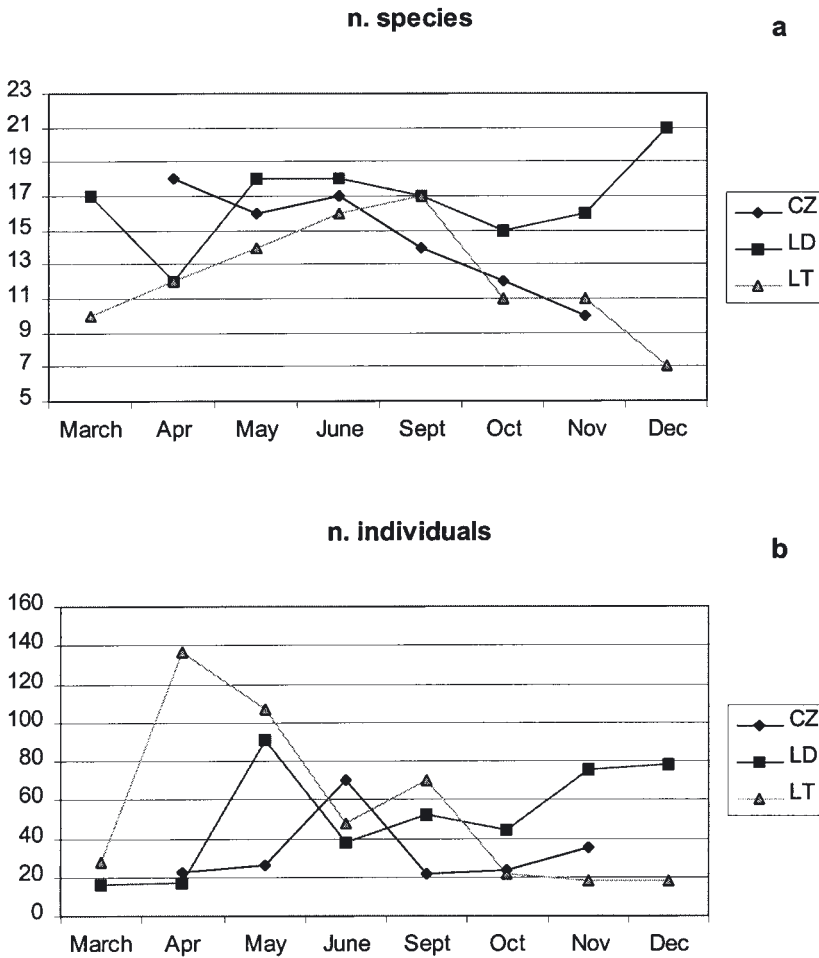 n. species
a
23
21
19
17
15
13
11
9
7
5
March Apr May June Sept Oct Nov Dec
CZ
LD
LT
n. individuals
b
160
140
120
100
80
60
40
20
0
March Apr May June Sept Oct Nov Dec
CZ
LD
LT